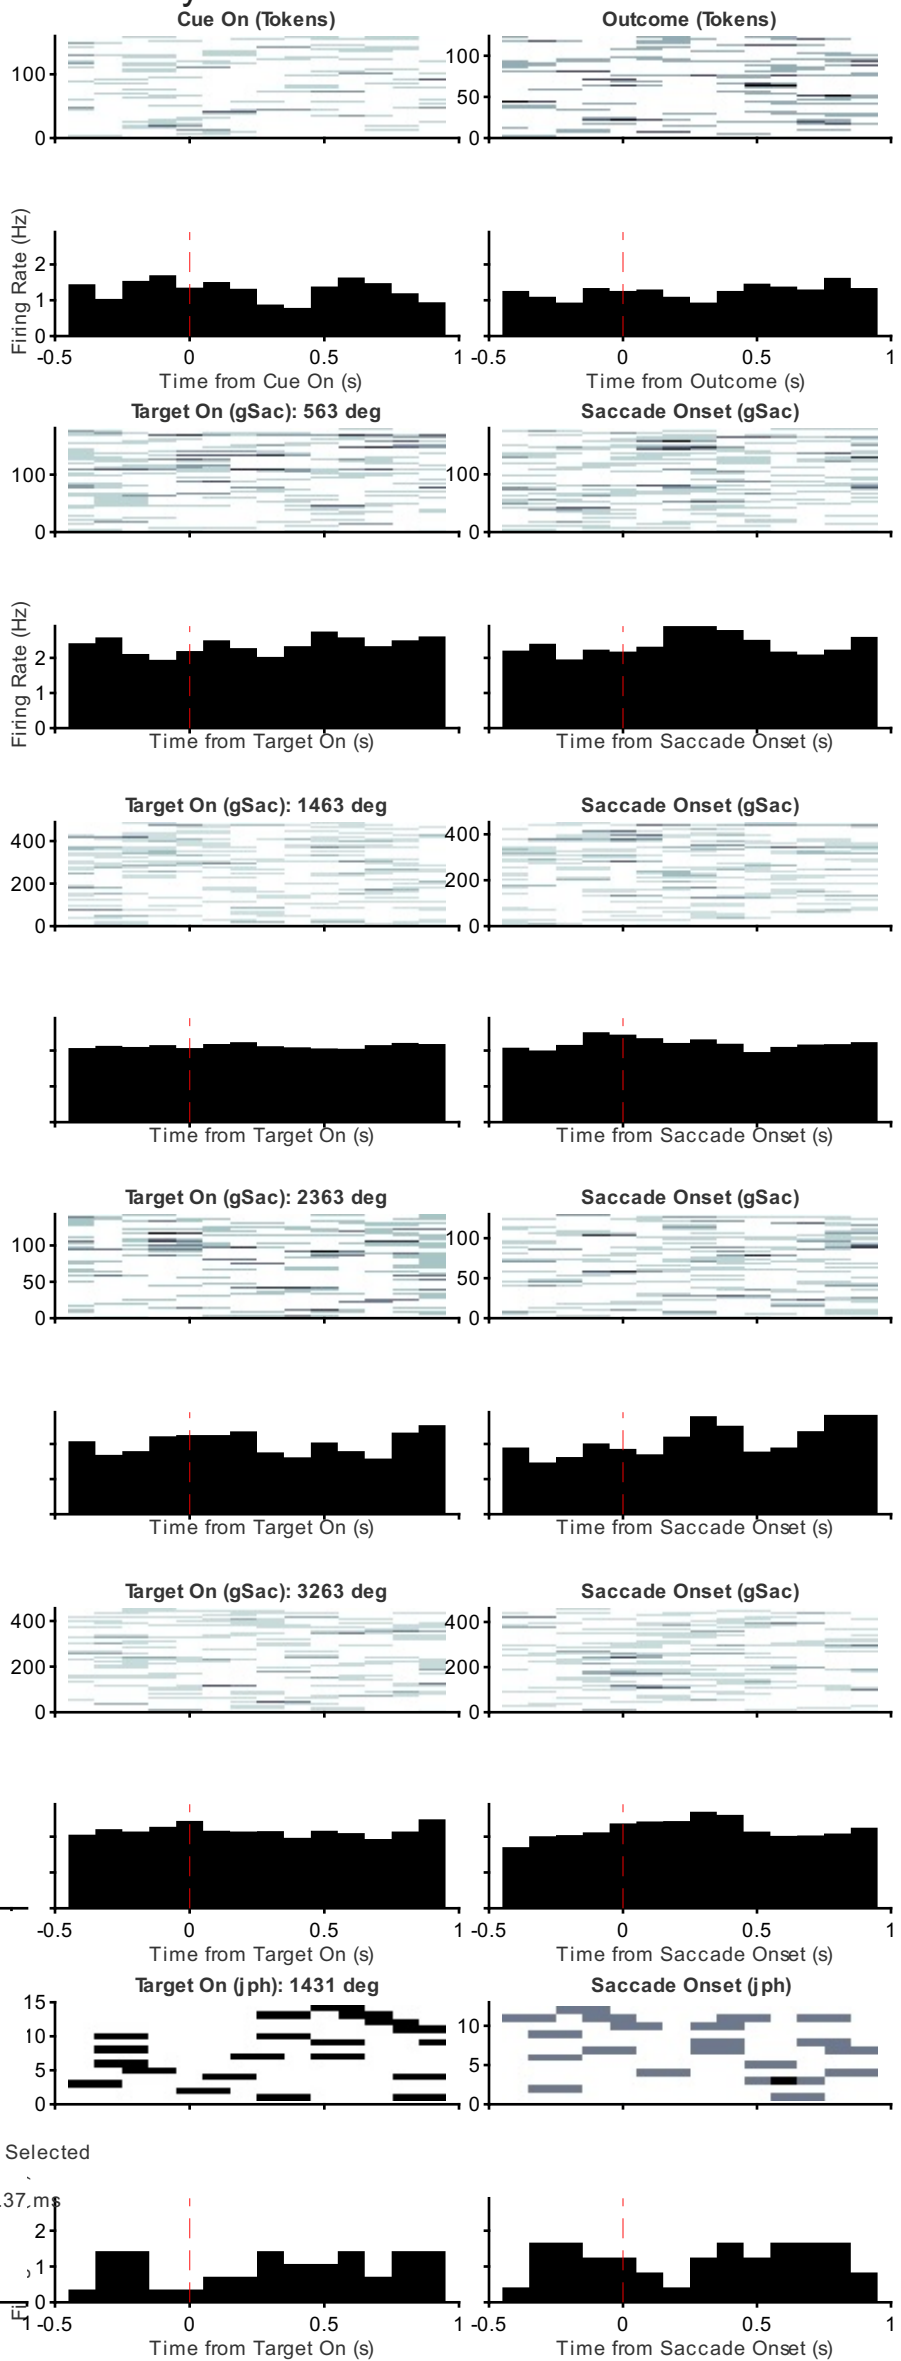 y
Cue On (Tokens) Outcome (Tokens)
100 100
50
0 0
Firing Rate (Hz)
2
1
0
-0.5 0 0.5 1 -0.5 0 0.5 1
Time from Cue On (s) Time from Outcome (s)
Target On (gSac): 563 deg Saccade Onset (gSac)
100 100
0 0
Firing Rate (Hz)
2
1
0
Time from Target On (s) Time from Saccade Onset (s)
Target On (gSac): 1463 deg Saccade Onset (gSac)
400 400
200 200
0 0
Time from Target On (s) Time from Saccade Onset (s)
Target On (gSac): 2363 deg Saccade Onset (gSac)
100 100
50 50
0 0
Time from Target On (s) Time from Saccade Onset (s)
Target On (gSac): 3263 deg Saccade Onset (gSac)
400 400
200 200
0 0
-0.5 0 0.5 1 -0.5 0 0.5 1
Time from Target On (s) Time from Saccade Onset (s)
Target On (jph): 1431 deg Saccade Onset (jph)
15
10 10
5 5
0 0
Selected
.37 ms
2
1
0
Fi
1 -0.5 0 0.5 1 -0.5 0 0.5 1
Time from Target On (s) Time from Saccade Onset (s)